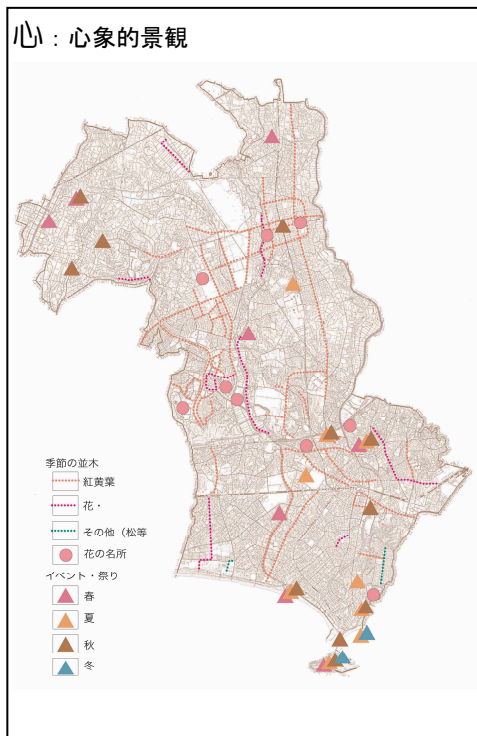 心：心象的景観
季節の並木
紅黄葉
花・
その他（松等
花の名所
イベント・祭り
春
夏
秋
冬